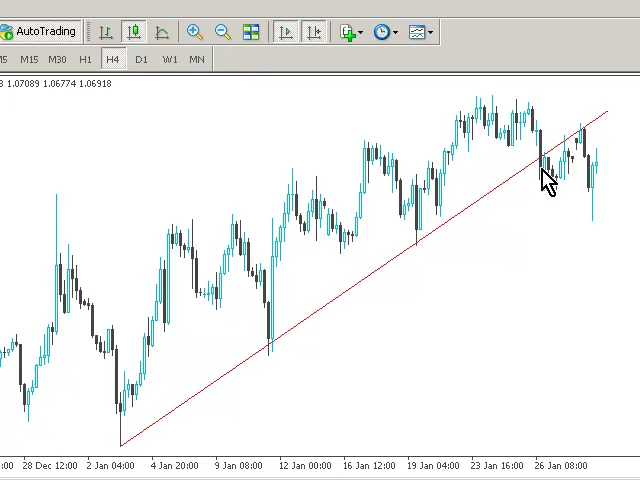 AutoTrading
M15 M30 H1 H4 D1 W1 MN
1.07089 1.06774 1.06918
28 Dec 12:00 2 Jan 04:00 4 Jan 20:00 9 Jan 08:00 12 Jan 00:00 16 Jan 12:00 19 Jan 04:00 23 Jan 16:00 26 Jan 08:00